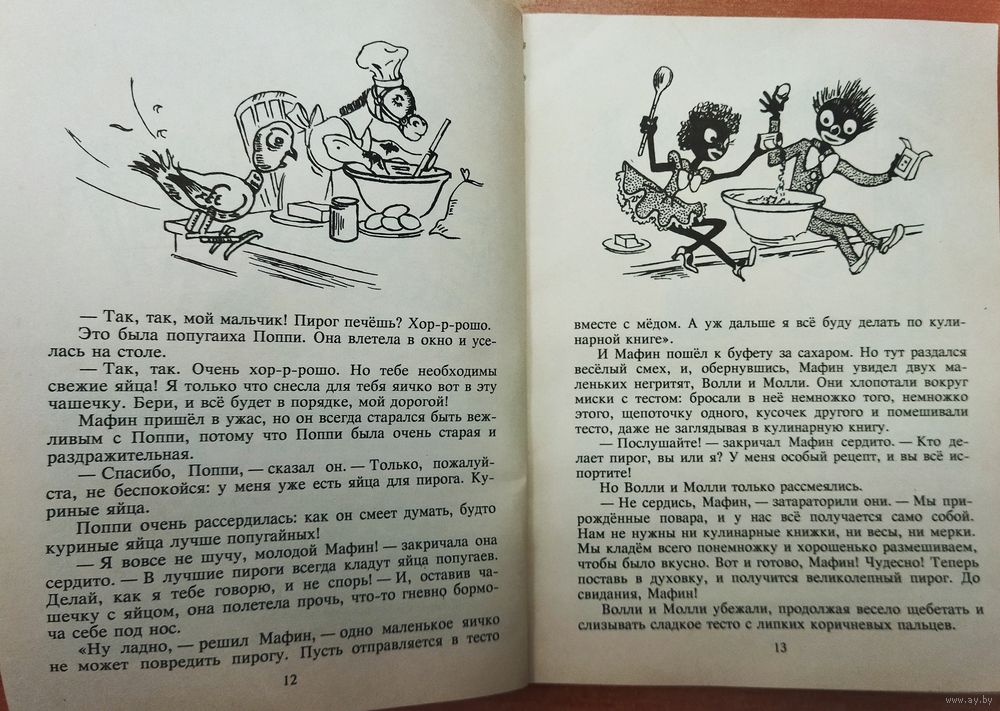 — Так, так, мой мальчик! Пирог печёшь? Хор-р-рошо.
Это была попугаиха Поппи. Она влетела в окно и усе-
лась на столе.
— Так, так. Очень хор-р-рошо. Но тебе необходимы
свежие яйца! Я только что снесла для тебя яичко вот в эту
чашечку. Бери, и всё будет в порядке, мой дорогой!
Мафин пришёл в ужас, но он всегда старался быть веж-
ливым с Поппи, потому что Поппи была очень старая и
раздражительная.
— Спасибо, Поппи, — сказал он. — Только, пожалуй-
ста, не беспокойся: у меня уже есть яйца для пирога. Ку-
риные яйца.
Поппи очень рассердилась: как он смеет думать, будто
куриные яйца лучше попугайных!
— Я вовсе не шучу, молодой Мафин! — закричала она
сердито. — В лучшие пироги всегда кладут яйца попугаев.
Делай, как я тебе говорю, и не спорь! — И, оставив ча-
шечку с яйцом, она полетела прочь, что-то гневно бормо-
ча себе под нос.
«Ну ладно, — решил Мафин, — одно маленькое яичко
не может повредить пирогу. Пусть отправляется в тесто
12
вместе с мёдом. А уж дальше я всё буду делать по кули-
нарной книге».
И Мафин пошёл к буфету за сахаром. Но тут раздался
весёлый смех, и, обернувшись, Мафин увидел двух ма-
леньких негритят, Волли и Молли. Они хлопотали вокруг
миски с тестом: бросали в неё немножко того, немножко
этого, щепоточку одного, кусочек другого и помешивали
тесто, даже не заглядывая в кулинарную книгу.
— Послушайте! — закричал Мафин сердито. — Кто де-
лает пирог, вы или я? У меня особый рецепт, и вы всё ис-
портите!
Но Волли и Молли только рассмеялись.
— Не сердись, Мафин, — затараторили они. — Мы при-
рождённые повара, и у нас всё получается само собой.
Нам не нужны ни кулинарные книжки, ни весы, ни мерки.
Мы кладём всего понемножку и хорошенько размешиваем,
чтобы было вкусно. Вот и готово, Мафин! Чудесно! Теперь
поставь в духовку, и получится великолепный пирог. До
свидания, Мафин!
Волли и Молли убежали, продолжая весело щебетать и
слизывать сладкое тесто с липких коричневых пальцев.
13
www.ay.by